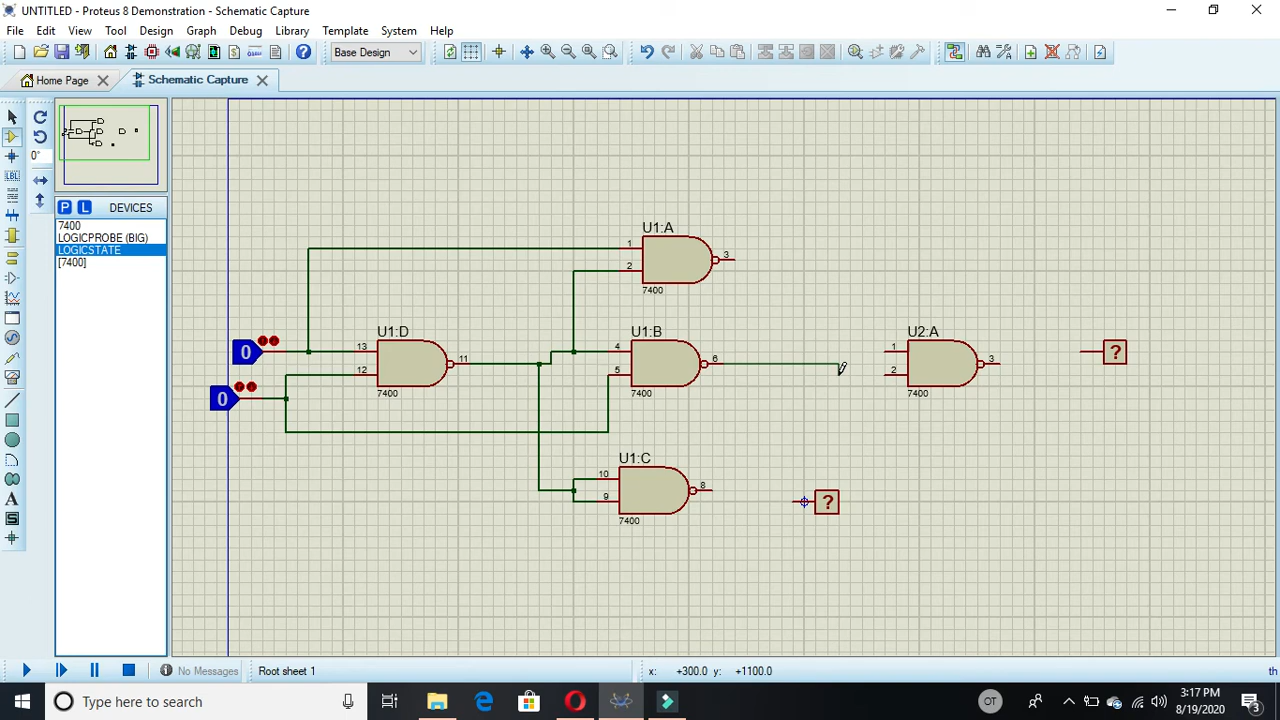 UNTITLED - Proteus 8 Demonstration - Schematic Capture
File Edit View Tool Design Graph Debug Library Template System Help
Base Design
Home Page
Schematic Capture
0°
P L DEVICES
7400
LOGICPROBE (BIG)
LOGICSTATE
[7400]
LBL
A
S
U1:A
1
2
3
7400
U1:D
13
12
11
7400
U1:B
4
5
6
7400
U2:A
1
2
3
7400
U1:C
10
9
8
7400
0
0
?
?
No Messages
Root sheet 1
x: +300.0 y: +1100.0
th
Type here to search
OT
3:17 PM
8/19/2020
3